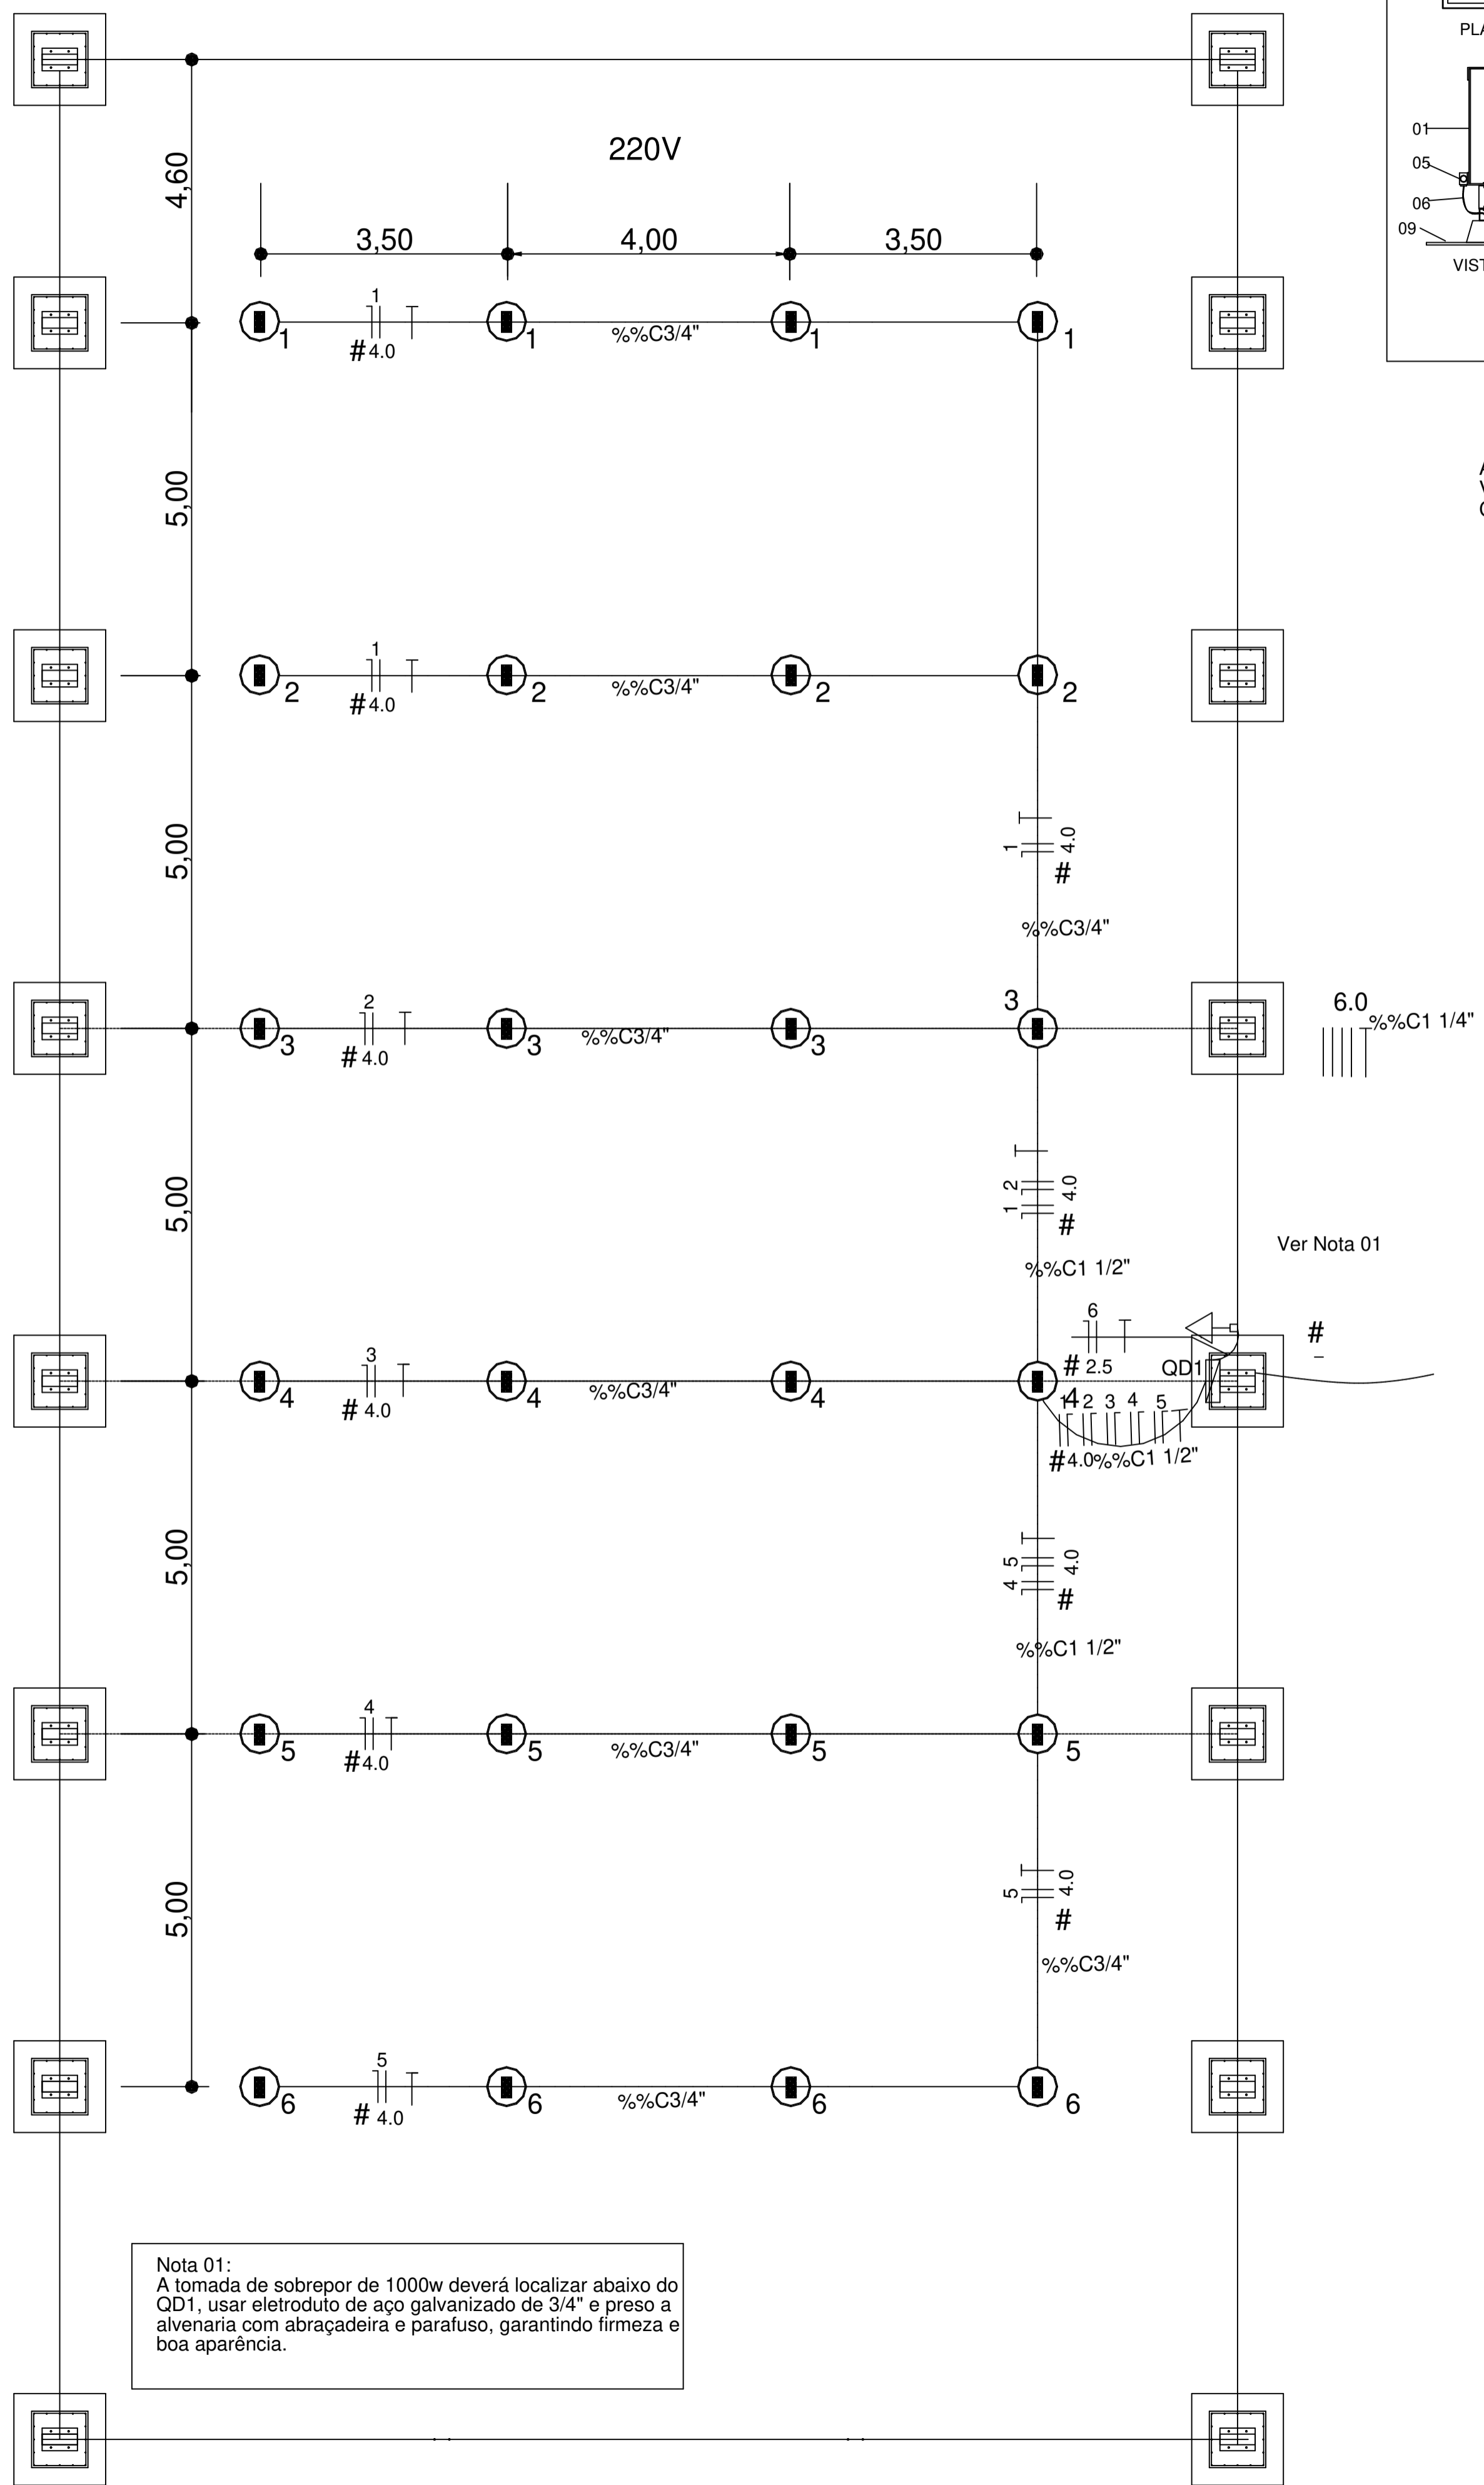 PLA
01
05
06
09
VIST
220V
4,60
3,50 4,00 3,50
1
1 1 1 1
#4.0
%%C3/4"
5,00
A
V
1
2 2 2 2
#4.0
%%C3/4"
5,00
1
4.0
#
%%C3/4"
3
6.0
%%C1 1/4"
2
3 3 3
#4.0
%%C3/4"
5,00
1 2
4.0
#
%%C1 1/2"
Ver Nota 01
6
#
# 2.5
QD1
3
4 4 4 4
# 4.0
%%C3/4"
1 2 3 4 5
#4.0%%C1 1/2"
5,00
4 5
4.0
#
%%C1 1/2"
4
5 5 5 5
#4.0
%%C3/4"
5,00
5
4.0
#
%%C3/4"
5
6 6 6 6
# 4.0
%%C3/4"
Nota 01:
A tomada de sobrepor de 1000w deverá localizar abaixo do
QD1, usar eletroduto de aço galvanizado de 3/4" e preso a
alvenaria com abraçadeira e parafuso, garantindo firmeza e
boa aparência.